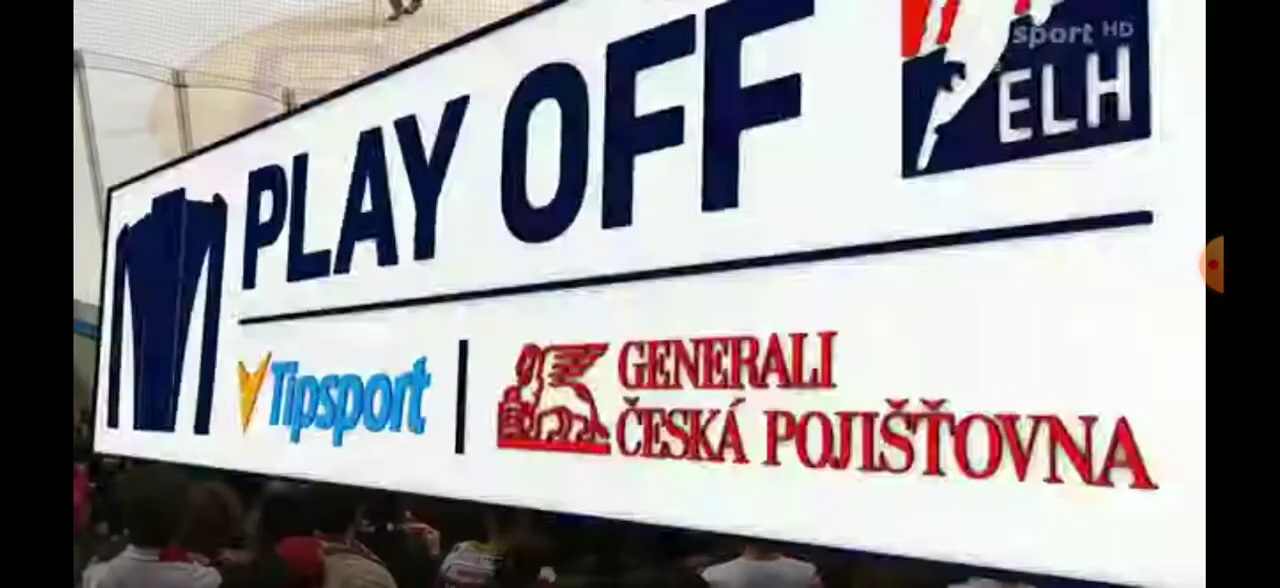 sport HD
PLAY OFF
ELH
Tipsport
GENERALI
ČESKÁ POJIŠŤOVNA